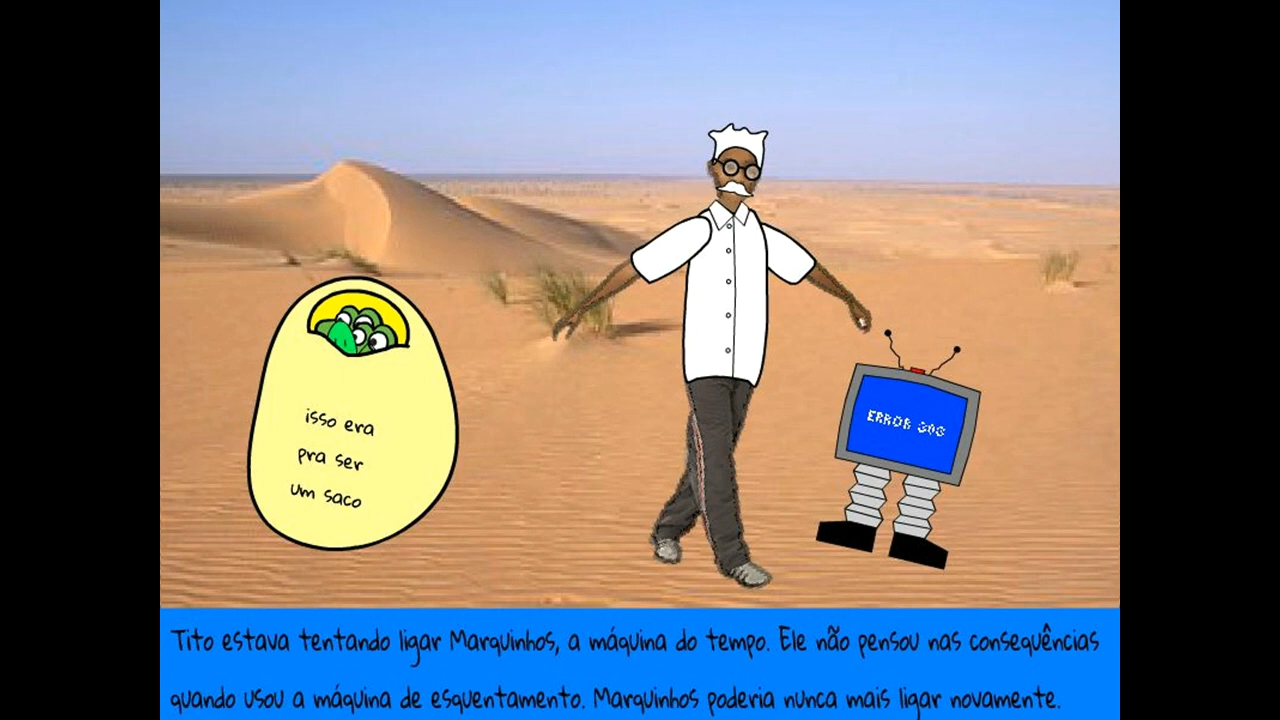 isso era
pra ser
um saco
ERROR 303
Tito estava tentando ligar Marquinhos, a máquina do tempo. Ele não pensou nas consequências
quando usou a máquina de esquentamento. Marquinhos poderia nunca mais ligar novamente.